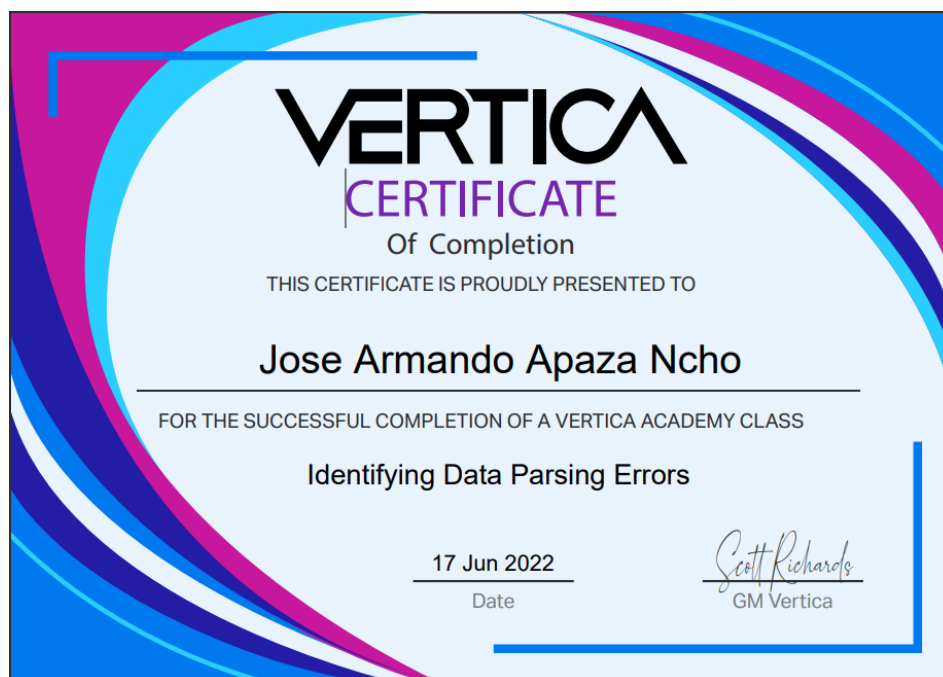 VERTICA
CERTIFICATE
Of Completion
THIS CERTIFICATE IS PROUDLY PRESENTED TO
Jose Armando Apaza Ncho
FOR THE SUCCESSFUL COMPLETION OF A VERTICA ACADEMY CLASS
Identifying Data Parsing Errors
17 Jun 2022
Scott Richards
Date
GM Vertica